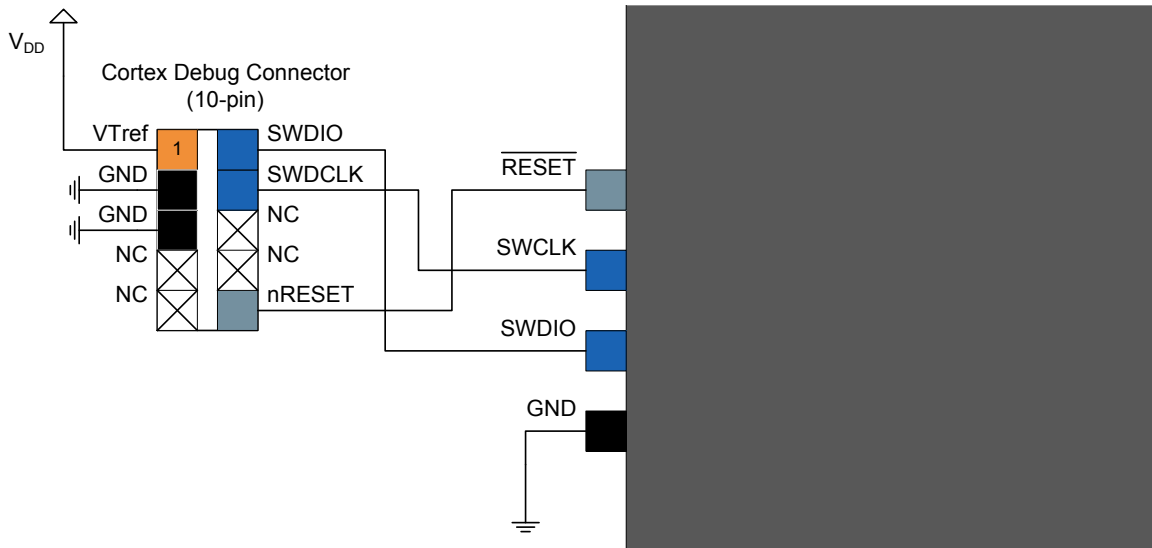 VDD
Cortex Debug Connector
(10-pin)
VTref
1
SWDIO
GND
SWDCLK
GND
NC
NC
NC
NC
nRESET
RESET
SWCLK
SWDIO
GND